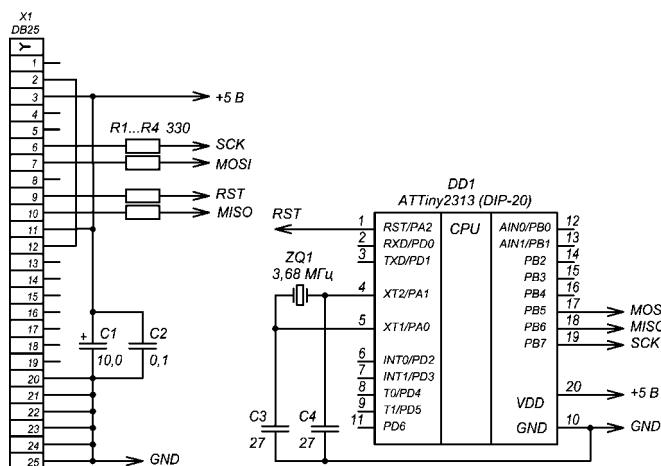 X1
DB25
Y
1
2
3
4
5
6
7
8
9
10
11
12
13
14
15
16
17
18
19
20
21
22
23
24
25
+5 В
R1...R4 330
SCK
MOSI
RST
MISO
+ C1
10,0
C2
0,1
GND
DD1
ATTiny2313 (DIP-20)
CPU
RST
ZQ1
3,68 МГц
C3
27
C4
27
1 RST/PA2
2 RXD/PD0
3 TXD/PD1
4 XT2/PA1
5 XT1/PA0
6 INT0/PD2
7 INT1/PD3
8 T0/PD4
9 T1/PD5
11 PD6
AIN0/PB0 12
AIN1/PB1 13
PB2 14
PB3 15
PB4 16
PB5 17 MOS
PB6 18 MISO
PB7 19 SCK
VDD 20 +5 В
GND 10 GND